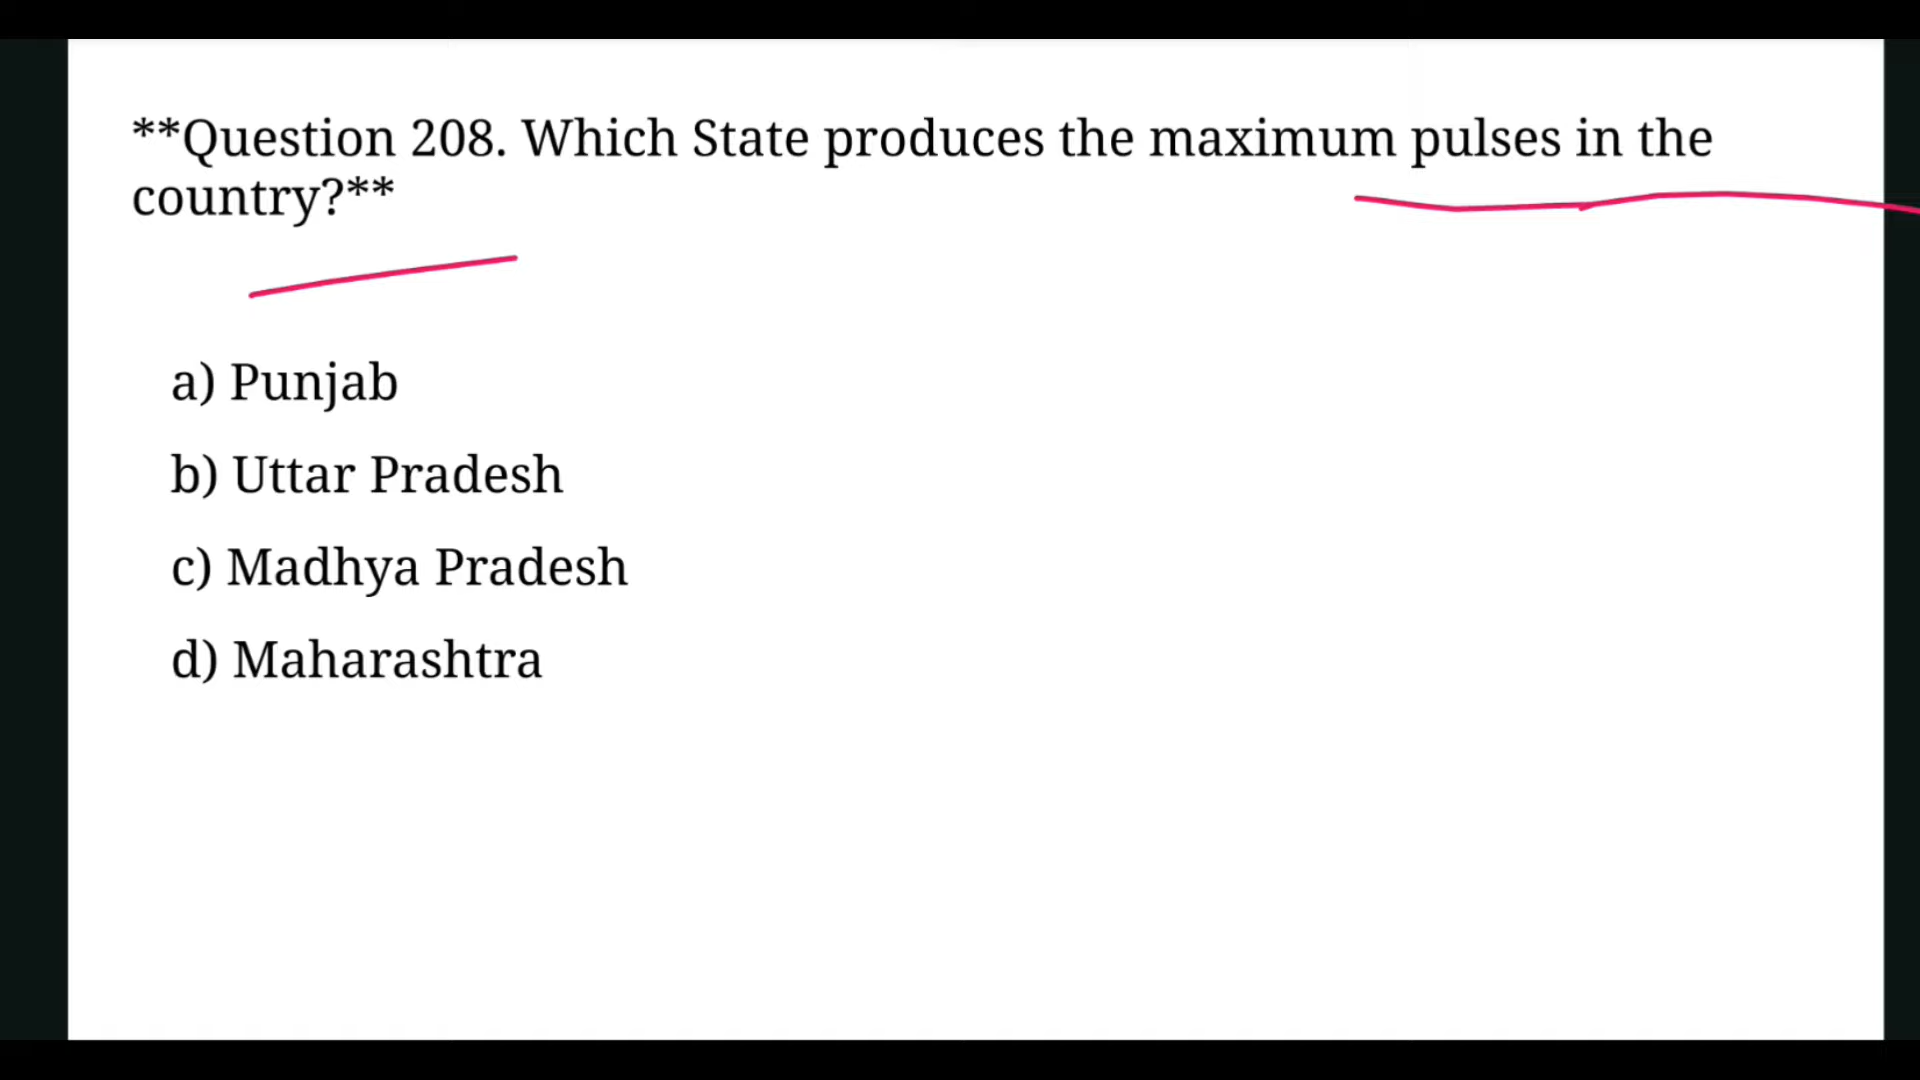 **Question 208. Which State produces the maximum pulses in the
country?**
a) Punjab
b) Uttar Pradesh
c) Madhya Pradesh
d) Maharashtra